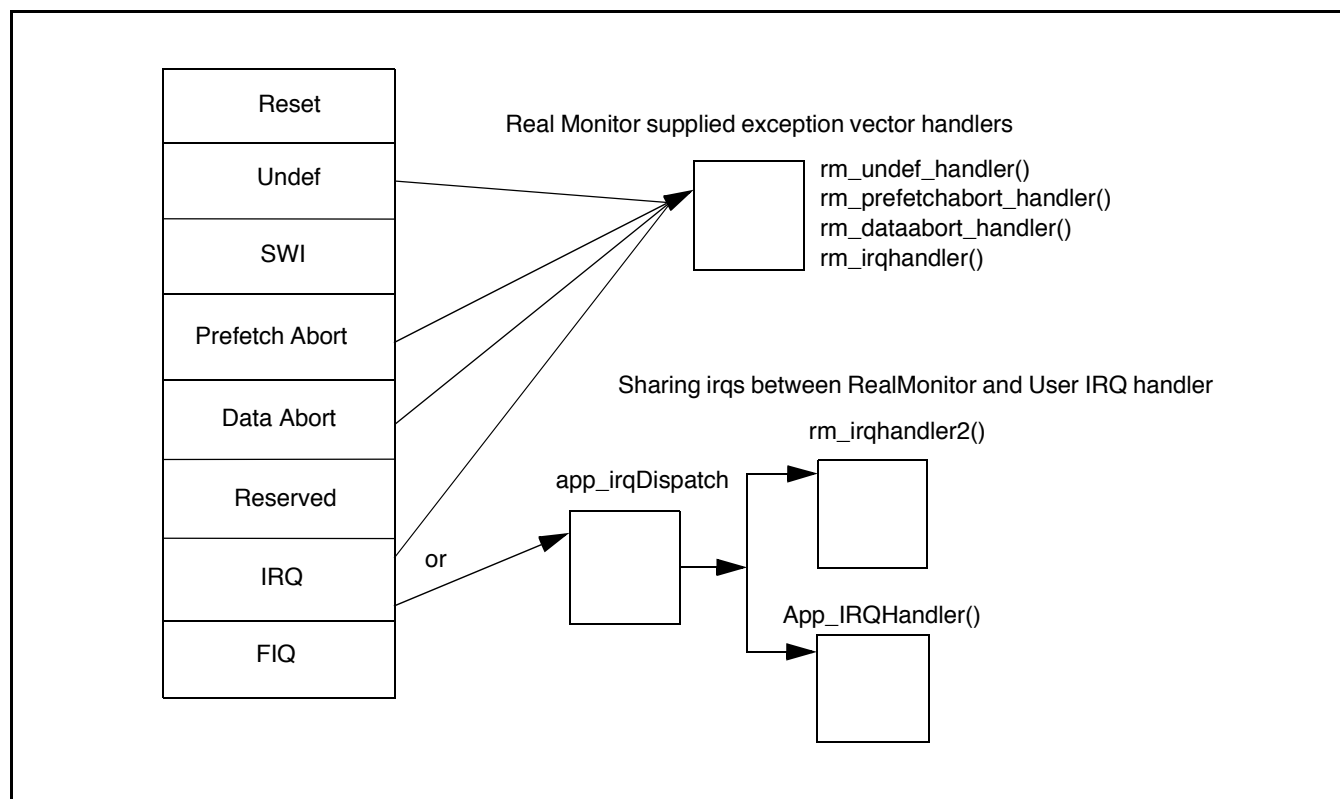 Reset
Undef
SWI
Prefetch Abort
Data Abort
Reserved
IRQ
FIQ
Real Monitor supplied exception vector handlers
rm_undef_handler()
rm_prefetchabort_handler()
rm_dataabort_handler()
rm_irqhandler()
Sharing irqs between RealMonitor and User IRQ handler
rm_irqhandler2()
app_irqDispatch
or
App_IRQHandler()